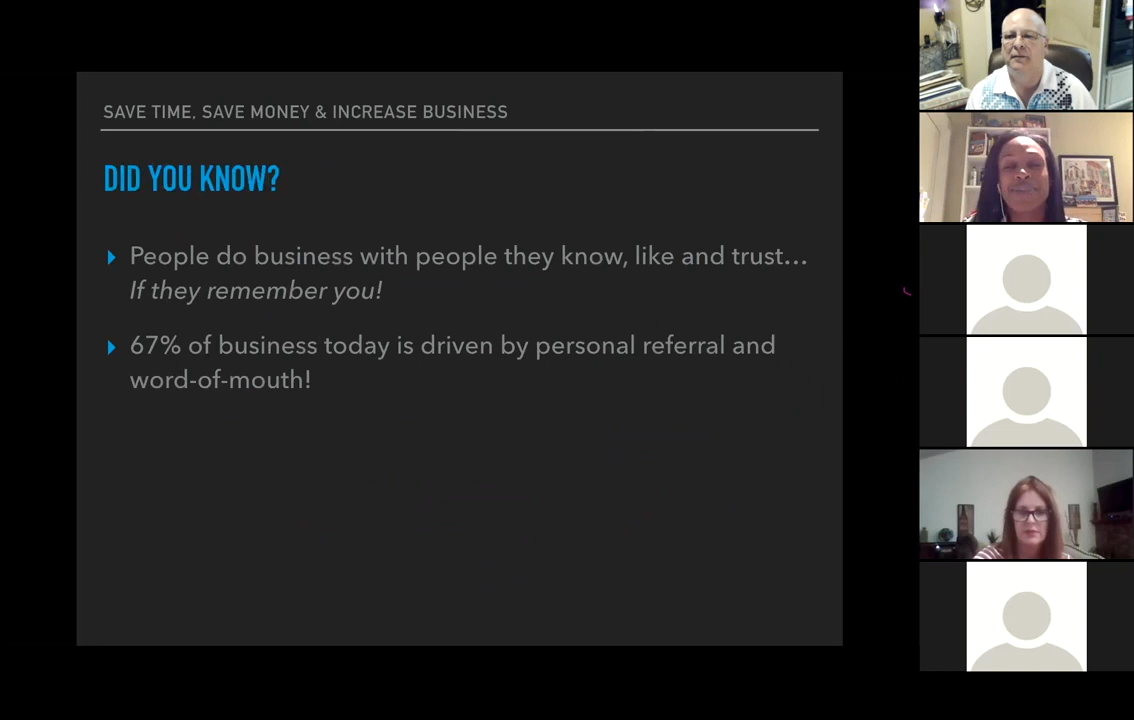 SAVE TIME, SAVE MONEY & INCREASE BUSINESS
DID YOU KNOW?
People do business with people they know, like and trust…
If they remember you!
67% of business today is driven by personal referral and
word-of-mouth!